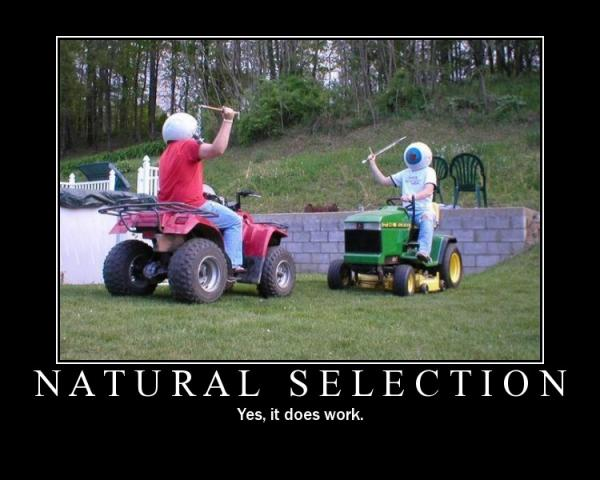 NATURAL SELECTION
Yes, it does work.